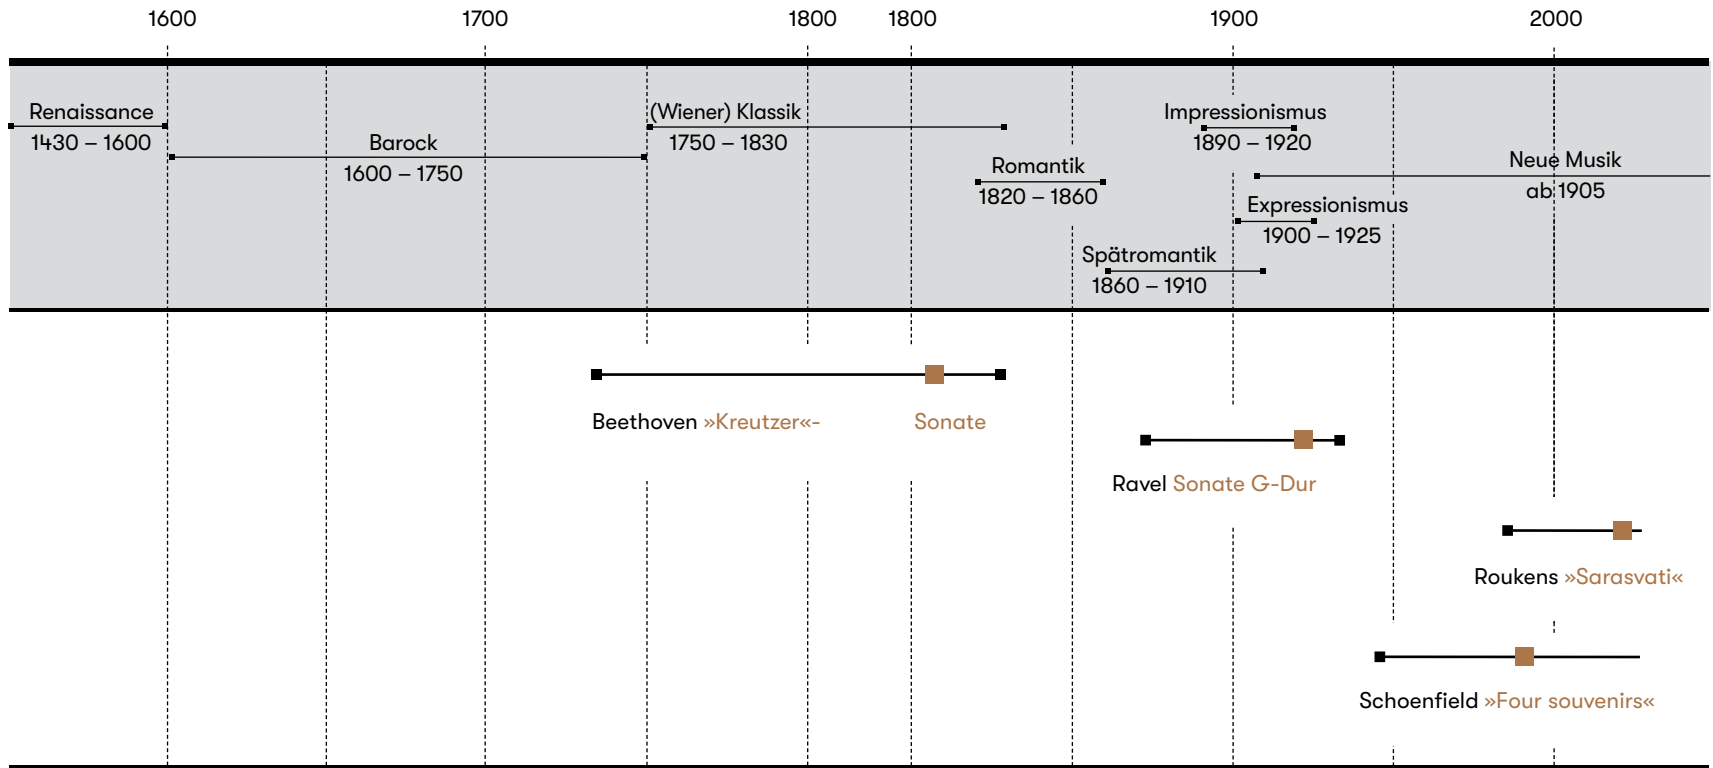 1600 1700 1800 1800 1900 2000
Renaissance
1430 – 1600
Barock
1600 – 1750
(Wiener) Klassik
1750 – 1830
Romantik
1820 – 1860
Spätromantik
1860 – 1910
Impressionismus
1890 – 1920
Expressionismus
1900 – 1925
Neue Musik
ab 1905
Beethoven »Kreutzer«- Sonate
Ravel Sonate G-Dur
Roukens »Sarasvati«
Schoenfield »Four souvenirs«